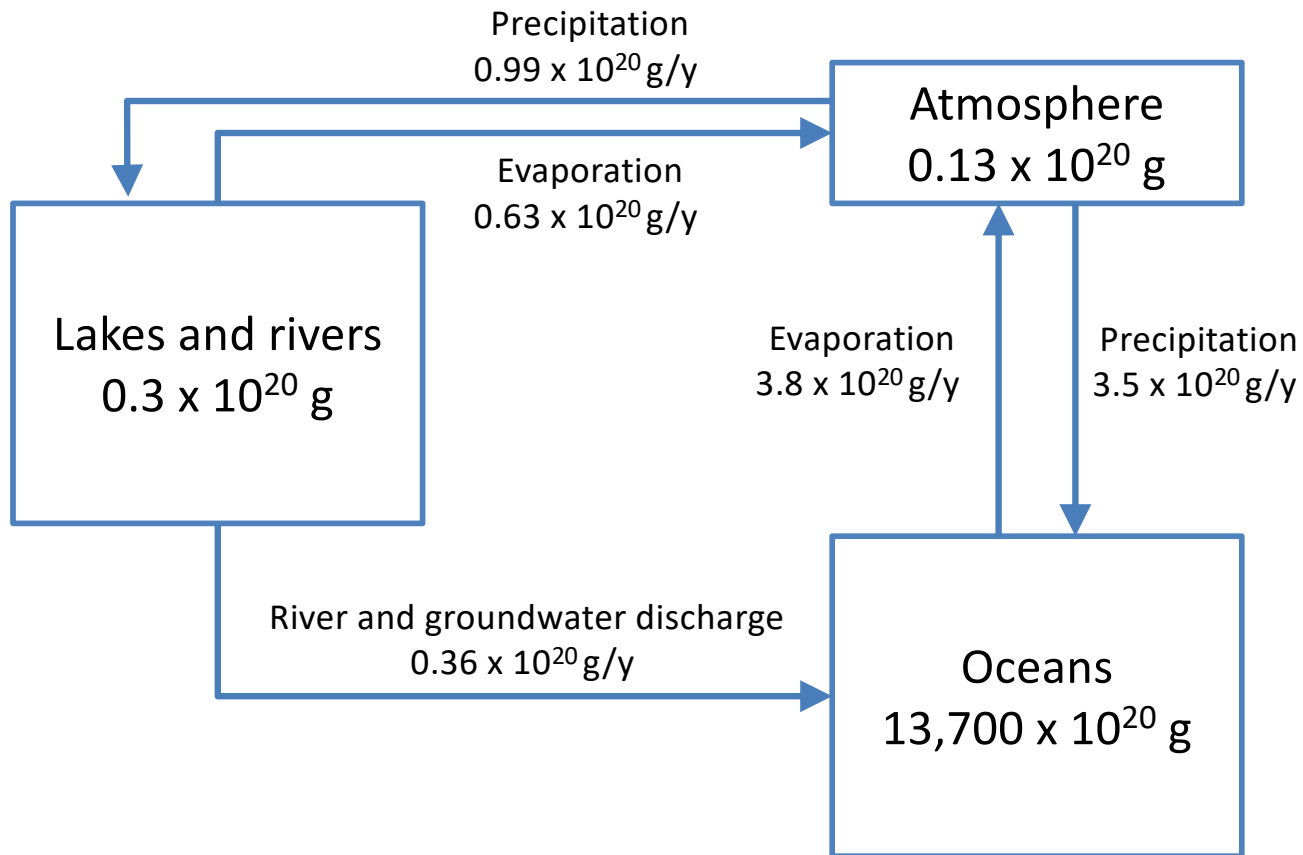 Precipitation
0.99 x 10²⁰ g/y
Atmosphere
0.13 x 10²⁰ g
Evaporation
0.63 x 10²⁰ g/y
Lakes and rivers
0.3 x 10²⁰ g
Evaporation
3.8 x 10²⁰ g/y
Precipitation
3.5 x 10²⁰ g/y
River and groundwater discharge
0.36 x 10²⁰ g/y
Oceans
13,700 x 10²⁰ g